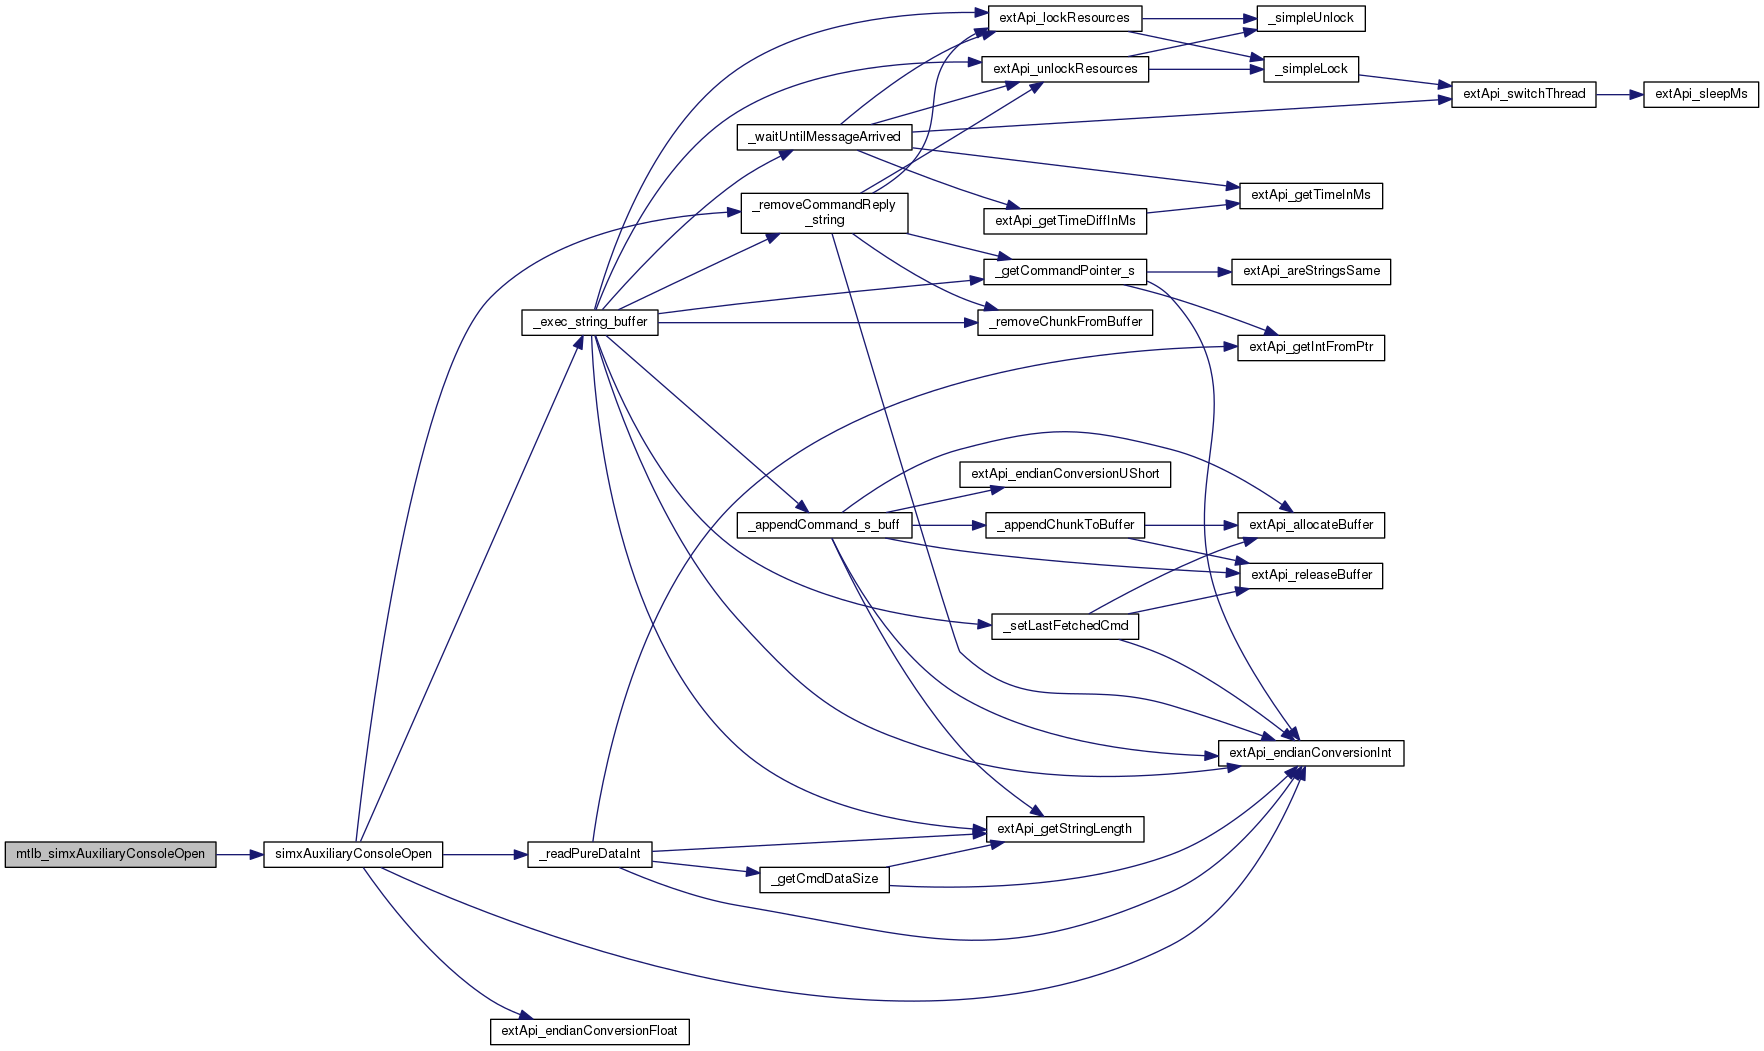 extApi_lockResources
_simpleUnlock
extApi_unlockResources
_simpleLock
extApi_switchThread
extApi_sleepMs
_waitUntilMessageArrived
extApi_getTimeInMs
_removeCommandReply
_string
extApi_getTimeDiffInMs
_getCommandPointer_s
extApi_areStringsSame
_exec_string_buffer
_removeChunkFromBuffer
extApi_getIntFromPtr
extApi_endianConversionUShort
_appendCommand_s_buff
_appendChunkToBuffer
extApi_allocateBuffer
extApi_releaseBuffer
_setLastFetchedCmd
extApi_endianConversionInt
extApi_getStringLength
mtlb_simxAuxiliaryConsoleOpen
simxAuxiliaryConsoleOpen
_readPureDataInt
_getCmdDataSize
extApi_endianConversionFloat